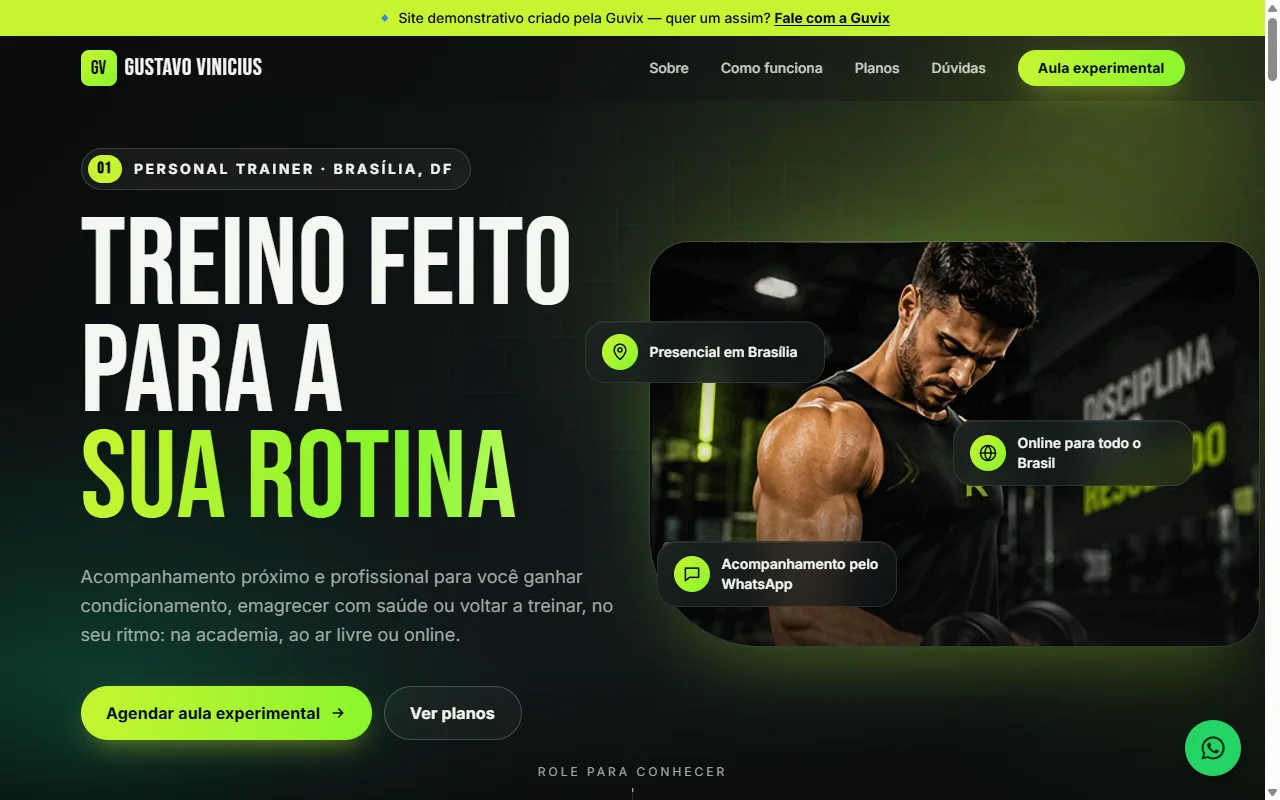 🔹 Site demonstrativo criado pela Guvix — quer um assim? Fale com a Guvix
GV GUSTAVO VINICIUS
Sobre
Como funciona
Planos
Dúvidas
Aula experimental
01 PERSONAL TRAINER · BRASÍLIA, DF
TREINO FEITO
PARA A
SUA ROTINA
Presencial em Brasília
DISCIPLINA
Online para todo o
Brasil
Acompanhamento pelo
WhatsApp
Acompanhamento próximo e profissional para você ganhar
condicionamento, emagrecer com saúde ou voltar a treinar, no
seu ritmo: na academia, ao ar livre ou online.
Agendar aula experimental →
Ver planos
ROLE PARA CONHECER